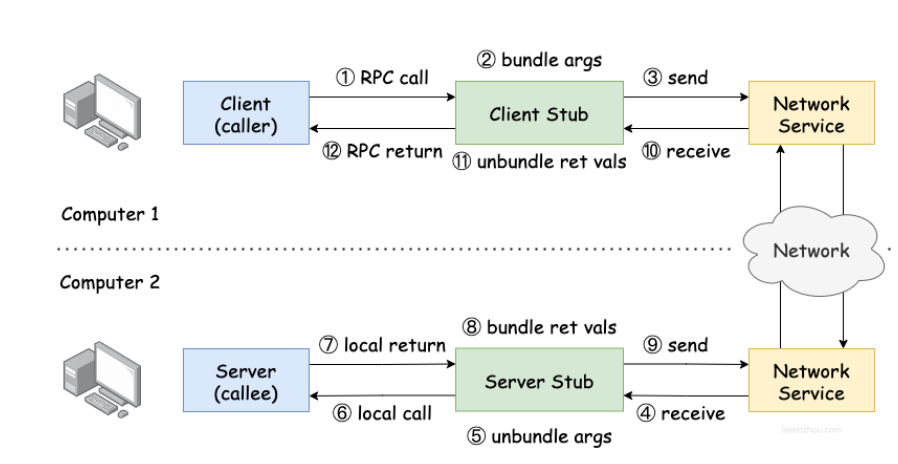 ② bundle args
① RPC call
③ send
Client
(caller)
Client Stub
Network
Service
⑫ RPC return
⑪ unbundle ret vals
⑩ receive
Computer 1
Network
Computer 2
⑧ bundle ret vals
⑦ local return
⑨ send
Server
(callee)
Server Stub
Network
Service
⑥ local call
④ receive
⑤ unbundle args
liwenzhou.com